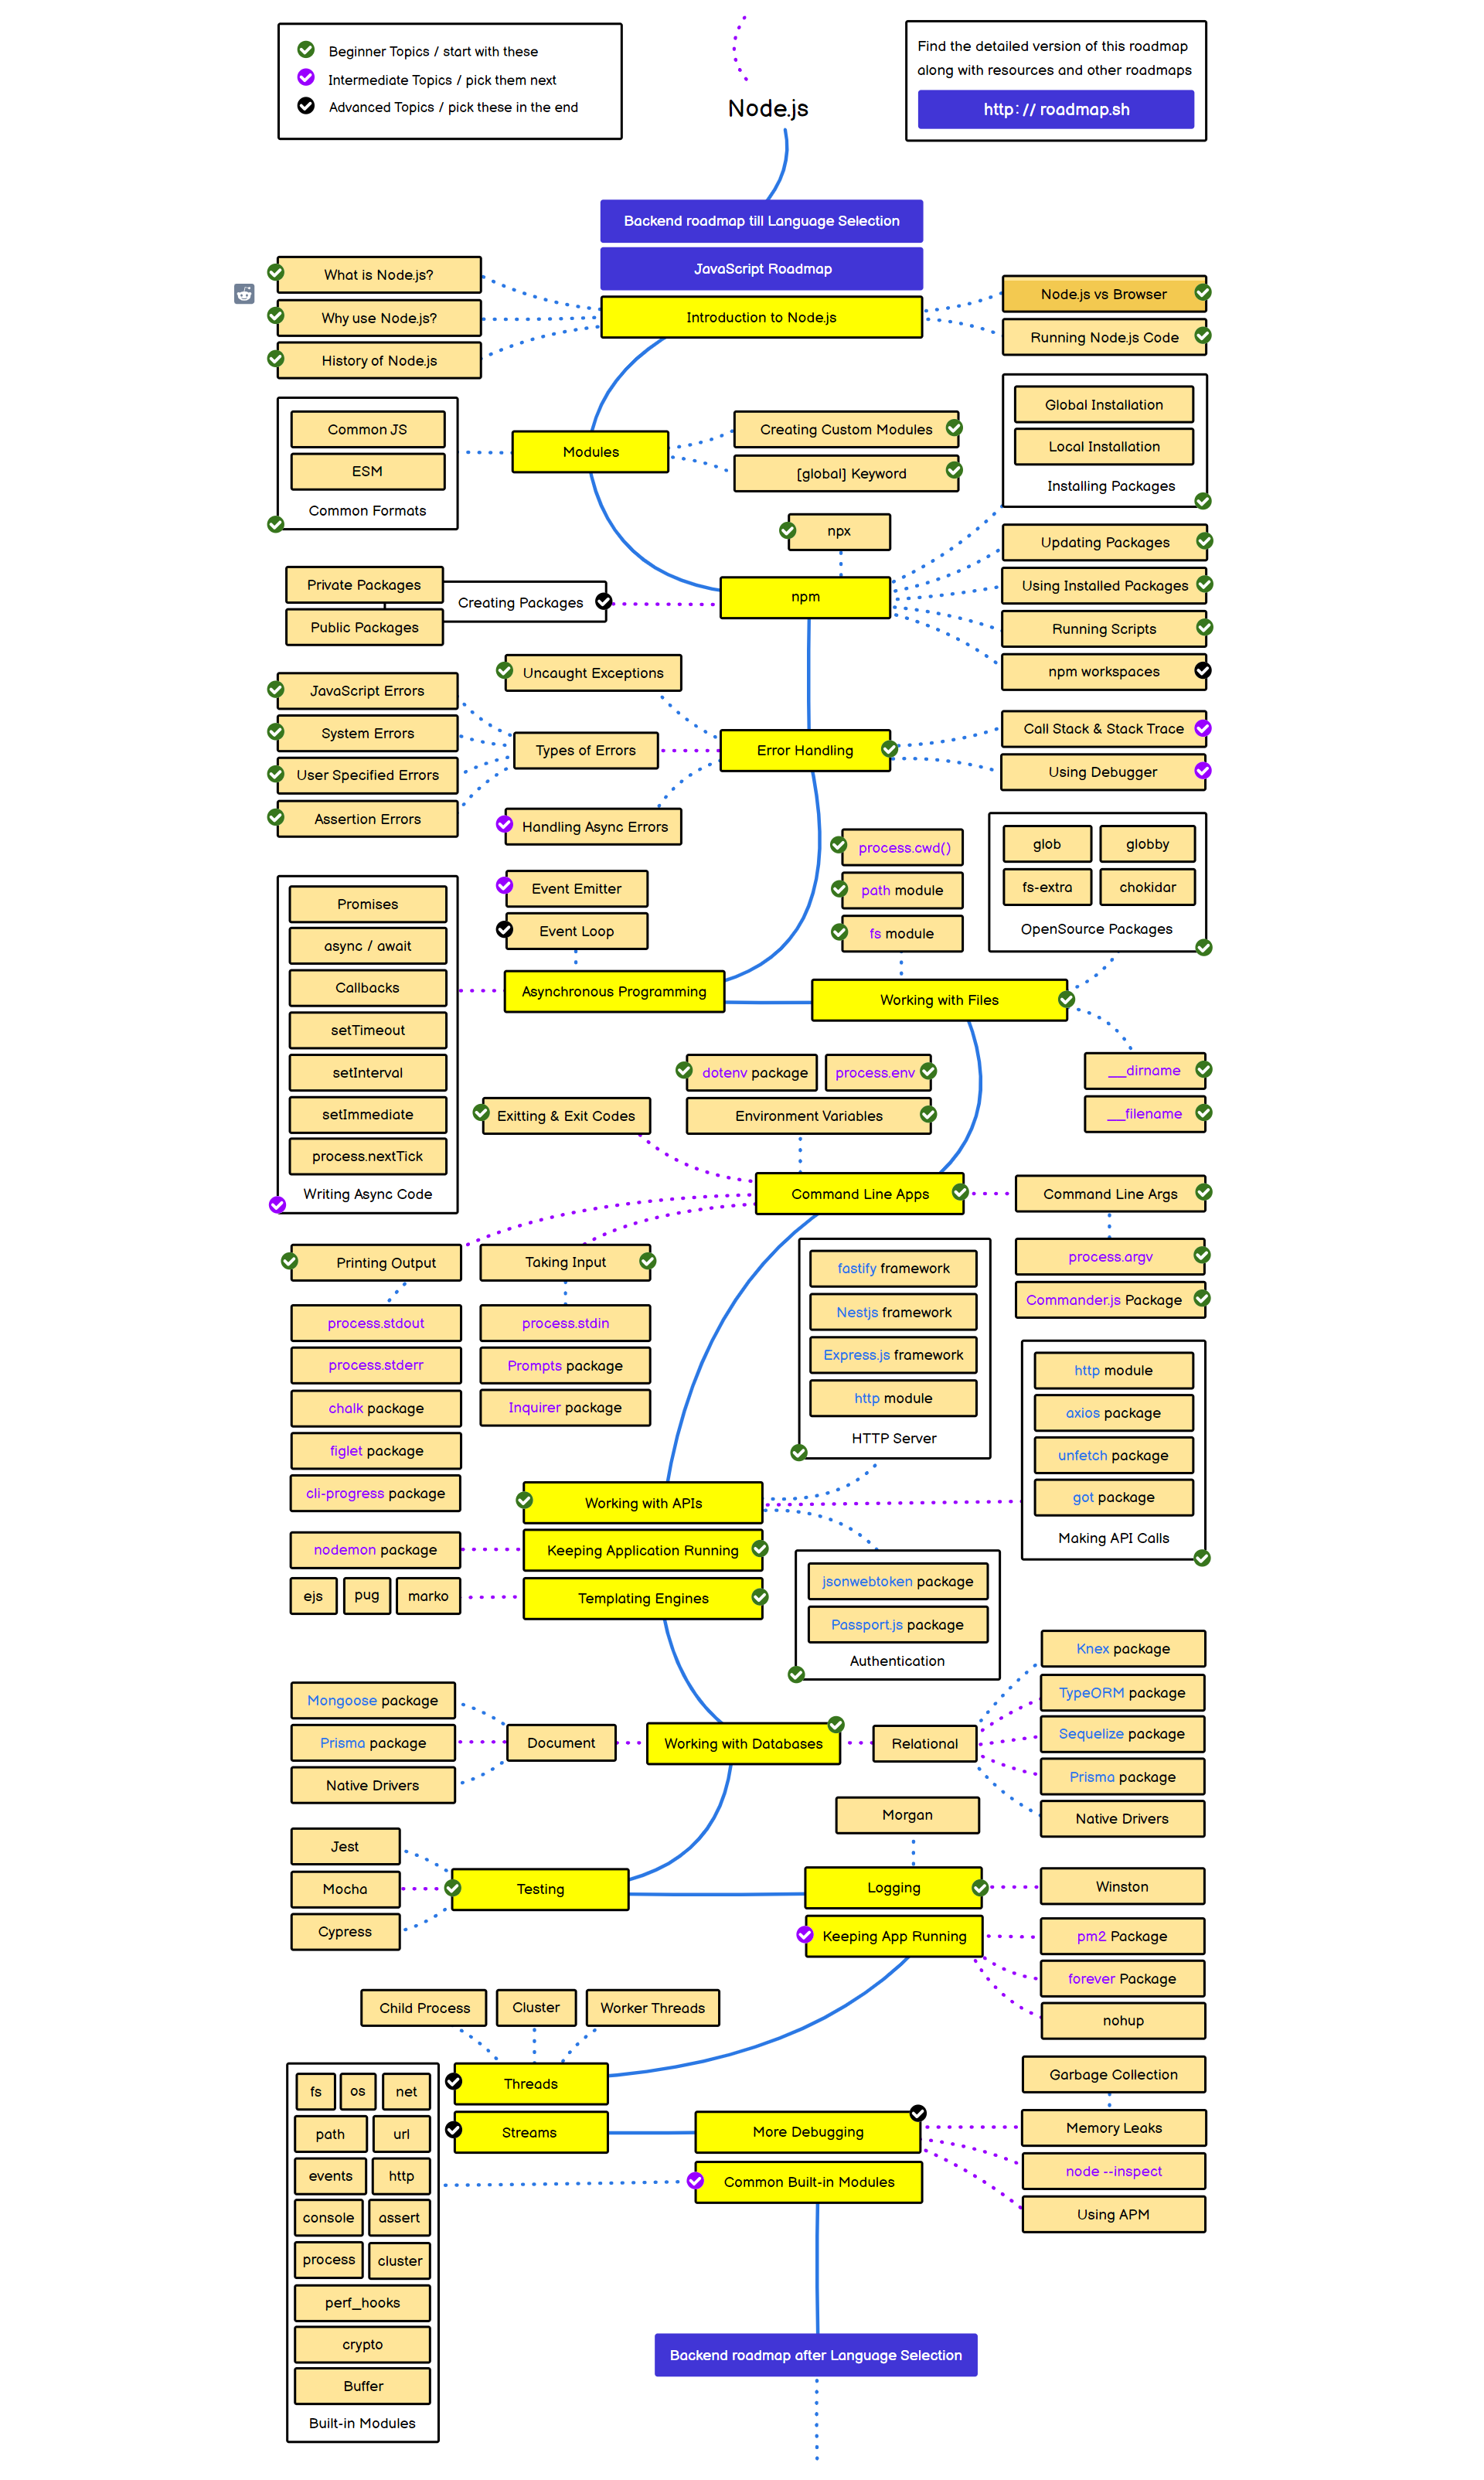 Beginner Topics / start with these
Intermediate Topics / pick them next
Advanced Topics / pick these in the end
Node.js
Find the detailed version of this roadmap
along with resources and other roadmaps
http://roadmap.sh
Backend roadmap till Language Selection
JavaScript Roadmap
Introduction to Node.js
What is Node.js?
Why use Node.js?
History of Node.js
Node.js vs Browser
Running Node.js Code
Common JS
ESM
Common Formats
Modules
Creating Custom Modules
[global] Keyword
Global Installation
Local Installation
Installing Packages
npx
Updating Packages
Using Installed Packages
Running Scripts
npm workspaces
Private Packages
Public Packages
Creating Packages
npm
Uncaught Exceptions
JavaScript Errors
System Errors
User Specified Errors
Assertion Errors
Types of Errors
Error Handling
Call Stack & Stack Trace
Using Debugger
Handling Async Errors
process.cwd()
path module
fs module
glob
globby
fs-extra
chokidar
OpenSource Packages
Event Emitter
Event Loop
Promises
async / await
Callbacks
setTimeout
setInterval
setImmediate
process.nextTick
Writing Async Code
Asynchronous Programming
Working with Files
__dirname
__filename
dotenv package
process.env
Exitting & Exit Codes
Environment Variables
Command Line Apps
Command Line Args
process.argv
Commander.js Package
Printing Output
Taking Input
process.stdout
process.stderr
chalk package
figlet package
cli-progress package
process.stdin
Prompts package
Inquirer package
fastify framework
Nestjs framework
Express.js framework
http module
HTTP Server
http module
axios package
unfetch package
got package
Making API Calls
Working with APIs
Keeping Application Running
Templating Engines
nodemon package
ejs
pug
marko
jsonwebtoken package
Passport.js package
Authentication
Mongoose package
Prisma package
Native Drivers
Document
Working with Databases
Relational
Knex package
TypeORM package
Sequelize package
Prisma package
Native Drivers
Morgan
Jest
Mocha
Cypress
Testing
Logging
Winston
Keeping App Running
pm2 Package
forever Package
nohup
Child Process
Cluster
Worker Threads
Threads
Streams
More Debugging
Common Built-in Modules
Garbage Collection
Memory Leaks
node --inspect
Using APM
fs
os
net
path
url
events
http
console
assert
process
cluster
perf_hooks
crypto
Buffer
Built-in Modules
Backend roadmap after Language Selection